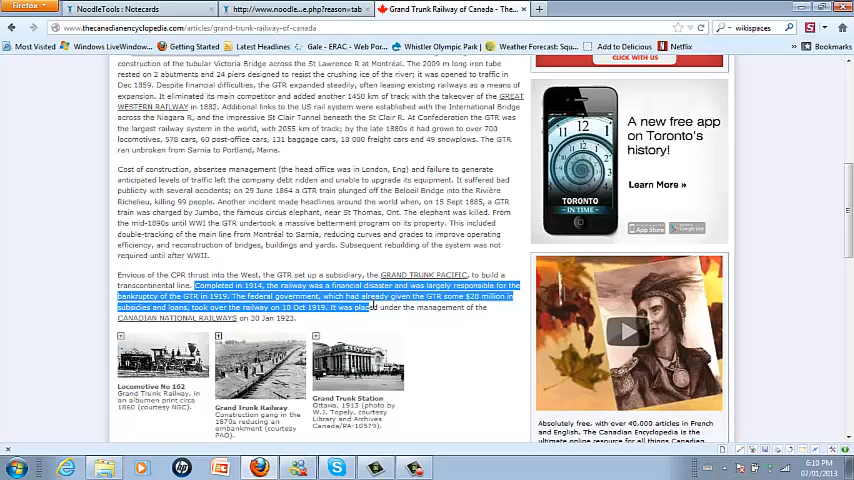 Firefox
NoodleTools : Notecards
http://www.noodle...e.php?reason=tab
Grand Trunk Railway of Canada - The...
www.thecanadianencyclopedia.com/articles/grand-trunk-railway-of-canada
wikispaces
Most Visited
Windows LiveWindow...
Getting Started
Latest Headlines
Gale - ERAC - Web Po...
Whistler Olympic Park |...
Suggested Sites
Web Slice Gallery
Add to Delicious
Netflix
Bookmarks
construction of the tubular Victoria Bridge across the St Lawrence R at Montréal. The 2009 m long iron tube
rested on 2 abutments and 24 piers designed to resist the crushing ice of the river; it was opened to traffic in
Dec 1859. Despite financial difficulties, the GTR expanded steadily, often leasing existing railways as a means of
expansion. It eliminated its main competitor and added another 1450 km of track with the takeover of the GREAT
WESTERN RAILWAY in 1882. Additional links to the US rail system were established with the International Bridge
across the Niagara R, and the impressive St Clair Tunnel beneath the St Clair R. At Confederation the GTR was
the largest railway system in the world, with 2055 km of track; by the late 1880s it had grown to over 700
locomotives, 578 cars, 60 post-office cars, 131 baggage cars, 18 000 freight cars and 49 snowplows. The GTR
ran unbroken from Sarnia to Portland, Maine.
Cost of construction, absentee management (the head office was in London, Eng) and failure to generate
anticipated levels of traffic left the company debt ridden and unable to upgrade its equipment. It suffered bad
publicity with several accidents; on 29 June 1864 a GTR train plunged off the Beloeil Bridge into the Rivière
Richelieu, killing 99 people. Another incident made headlines around the world when, on 15 Sept 1885, a GTR
train was charged by Jumbo, the famous circus elephant, near St Thomas, Ont. The elephant was killed. From
the mid-1890s until WWI the GTR undertook a massive betterment program on its property. This included
double-tracking of the main line from Montréal to Sarnia, reducing curves and grades to improve operating
efficiency, and reconstruction of bridges, buildings and yards. Subsequent rebuilding of the system was not
required until after WWII.
Envious of the CPR thrust into the West, the GTR set up a subsidiary, the GRAND TRUNK PACIFIC, to build a
transcontinental line. Completed in 1914, the railway was a financial disaster and was largely responsible for the
bankruptcy of the GTR in 1919. The federal government, which had already given the GTR some $28 million in
subsidies and loans, took over the railway on 10 Oct 1919. It was placed under the management of the
CANADIAN NATIONAL RAILWAYS on 30 Jan 1923.
Locomotive No 162
Grand Trunk Railway, in
an albumen print circa
1860 (courtesy NGC).
Grand Trunk Railway
Construction gang in the
1870s reducing an
embankment (courtesy
PAO).
Grand Trunk Station
Ottawa, 1913 (photo by
W.J. Topely, courtesy
Library and Archives
Canada/PA-10579).
CLICK WITH US
A new free app
on Toronto's
history.
Learn More »
TORONTO
IN TIME
Absolutely free, with over 40,000 articles in French
and English, The Canadian Encyclopedia is the
ultimate online resource for all things Canadian.
6:10 PM
07/01/2013